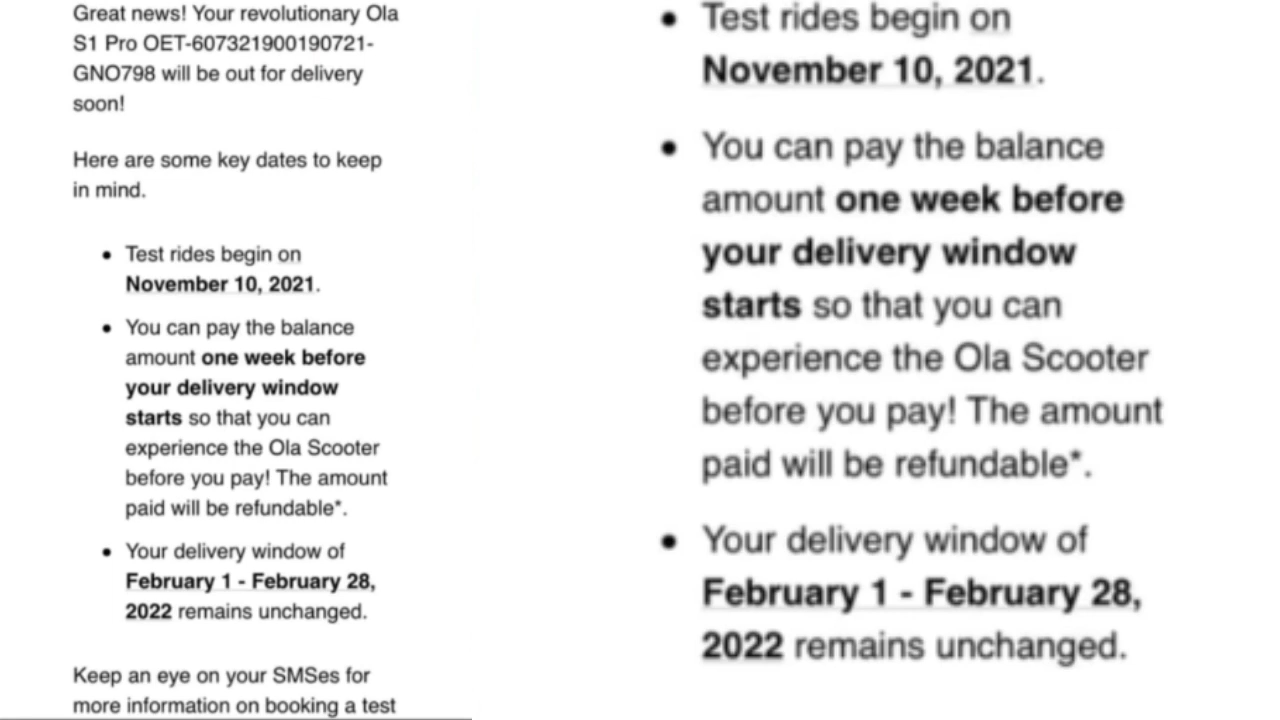 Great news! Your revolutionary Ola
S1 Pro OET-607321900190721-
GNO798 will be out for delivery
soon!
Here are some key dates to keep
in mind.
• Test rides begin on
November 10, 2021.
• You can pay the balance
amount one week before
your delivery window
starts so that you can
experience the Ola Scooter
before you pay! The amount
paid will be refundable*.
• Your delivery window of
February 1 - February 28,
2022 remains unchanged.
Keep an eye on your SMSes for
more information on booking a test
• Test rides begin on
November 10, 2021.
• You can pay the balance
amount one week before
your delivery window
starts so that you can
experience the Ola Scooter
before you pay! The amount
paid will be refundable*.
• Your delivery window of
February 1 - February 28,
2022 remains unchanged.